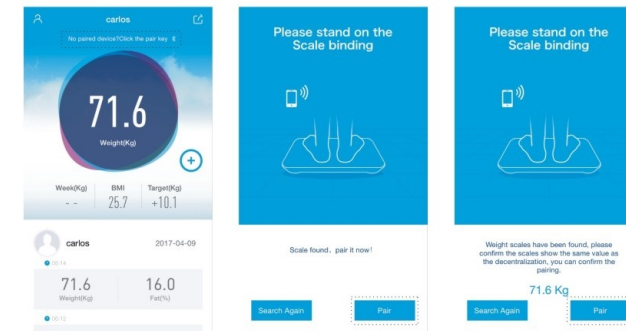 carlos
No paired device?Click the pair key
71.6
Weight(Kg)
Week(Kg) BMI Target(Kg)
- - 25.7 +10.1
carlos 2017-04-09
71.6 16.0
Weight(Kg) Fat(%)
20:12
Please stand on the
Scale binding
Scale found, pair it now!
Search Again Pair
Please stand on the
Scale binding
Weight scales have been found, please
confirm the scales show the same value as
the decentralization, you can confirm the
pairing.
71.6 Kg
Search Again Pair